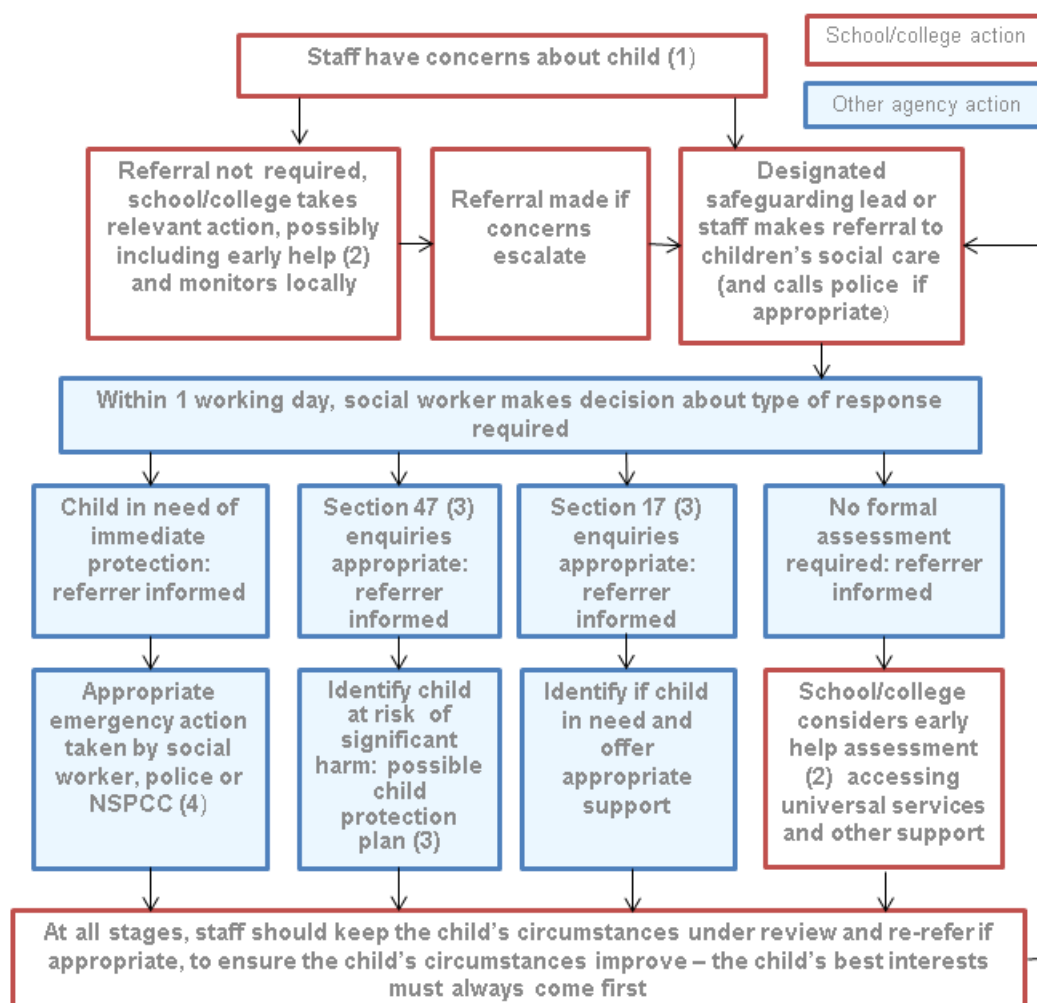 School/college action
Staff have concerns about child (1)
Other agency action
Referral not required,
school/college takes
relevant action, possibly
including early help (2)
and monitors locally
Referral made if
concerns
escalate
Designated
safeguarding lead or
staff makes referral to
children’s social care
(and calls police if
appropriate)
Within 1 working day, social worker makes decision about type of response
required
Child in need of
immediate
protection:
referrer informed
Section 47 (3)
enquiries
appropriate:
referrer
informed
Section 17 (3)
enquiries
appropriate:
referrer
informed
No formal
assessment
required: referrer
informed
Appropriate
emergency action
taken by social
worker, police or
NSPCC (4)
Identify child
at risk of
significant
harm: possible
child
protection
plan (3)
Identify if child
in need and
offer
appropriate
support
School/college
considers early
help assessment
(2) accessing
universal services
and other support
At all stages, staff should keep the child’s circumstances under review and re-refer if
appropriate, to ensure the child’s circumstances improve – the child’s best interests
must always come first